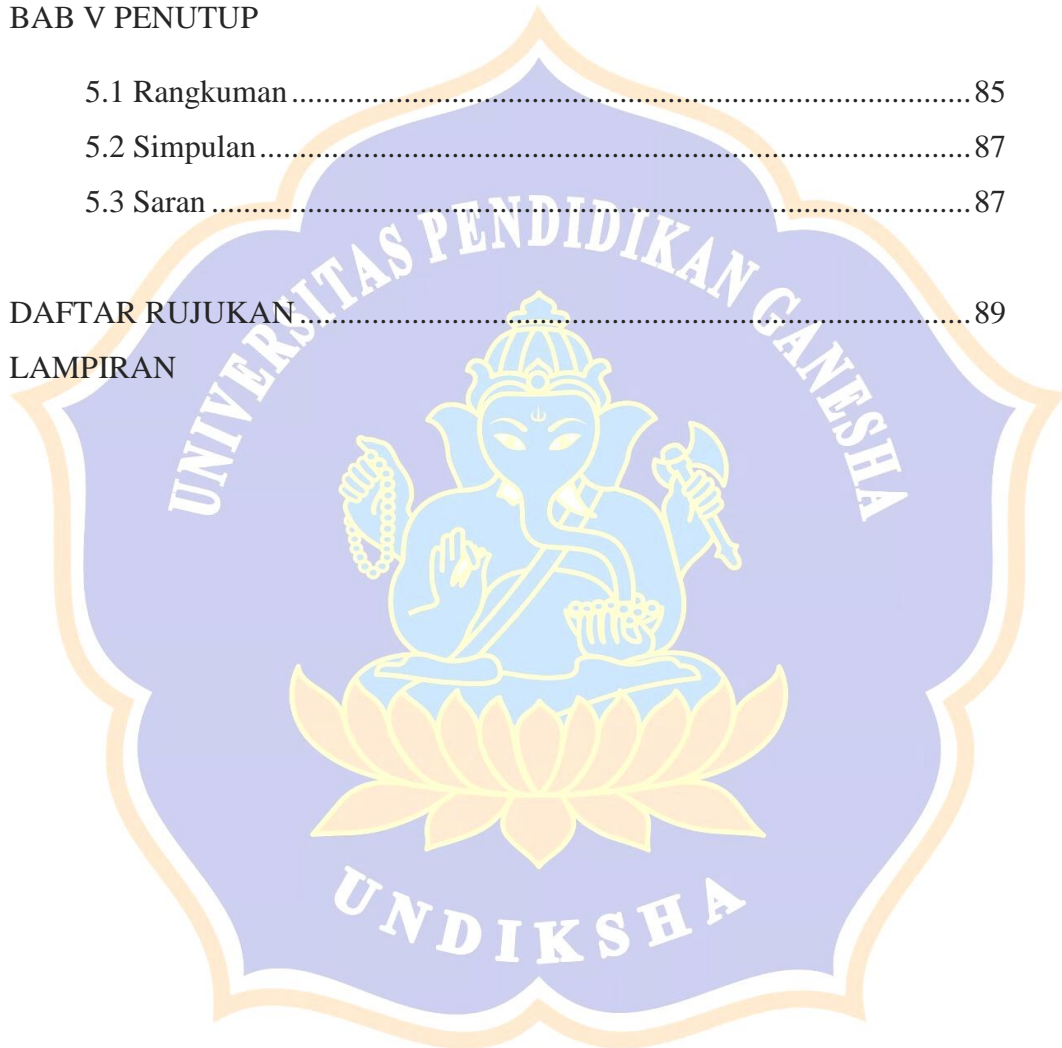 BAB V PENUTUP
5.1 Rangkuman........................................................................................85
5.2 Simpulan............................................................................................87
5.3 Saran..................................................................................................87
DAFTAR RUJUKAN......................................................................................89
LAMPIRAN
UNIVERSITAS PENDIDIKAN GANESHA
UNDIKSHA